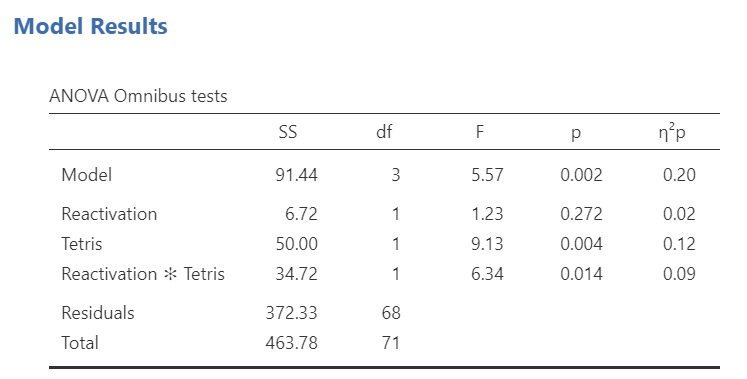 Model Results
ANOVA Omnibus tests
SS df F p η²p
Model 91.44 3 5.57 0.002 0.20
Reactivation 6.72 1 1.23 0.272 0.02
Tetris 50.00 1 9.13 0.004 0.12
Reactivation ✻ Tetris 34.72 1 6.34 0.014 0.09
Residuals 372.33 68
Total 463.78 71